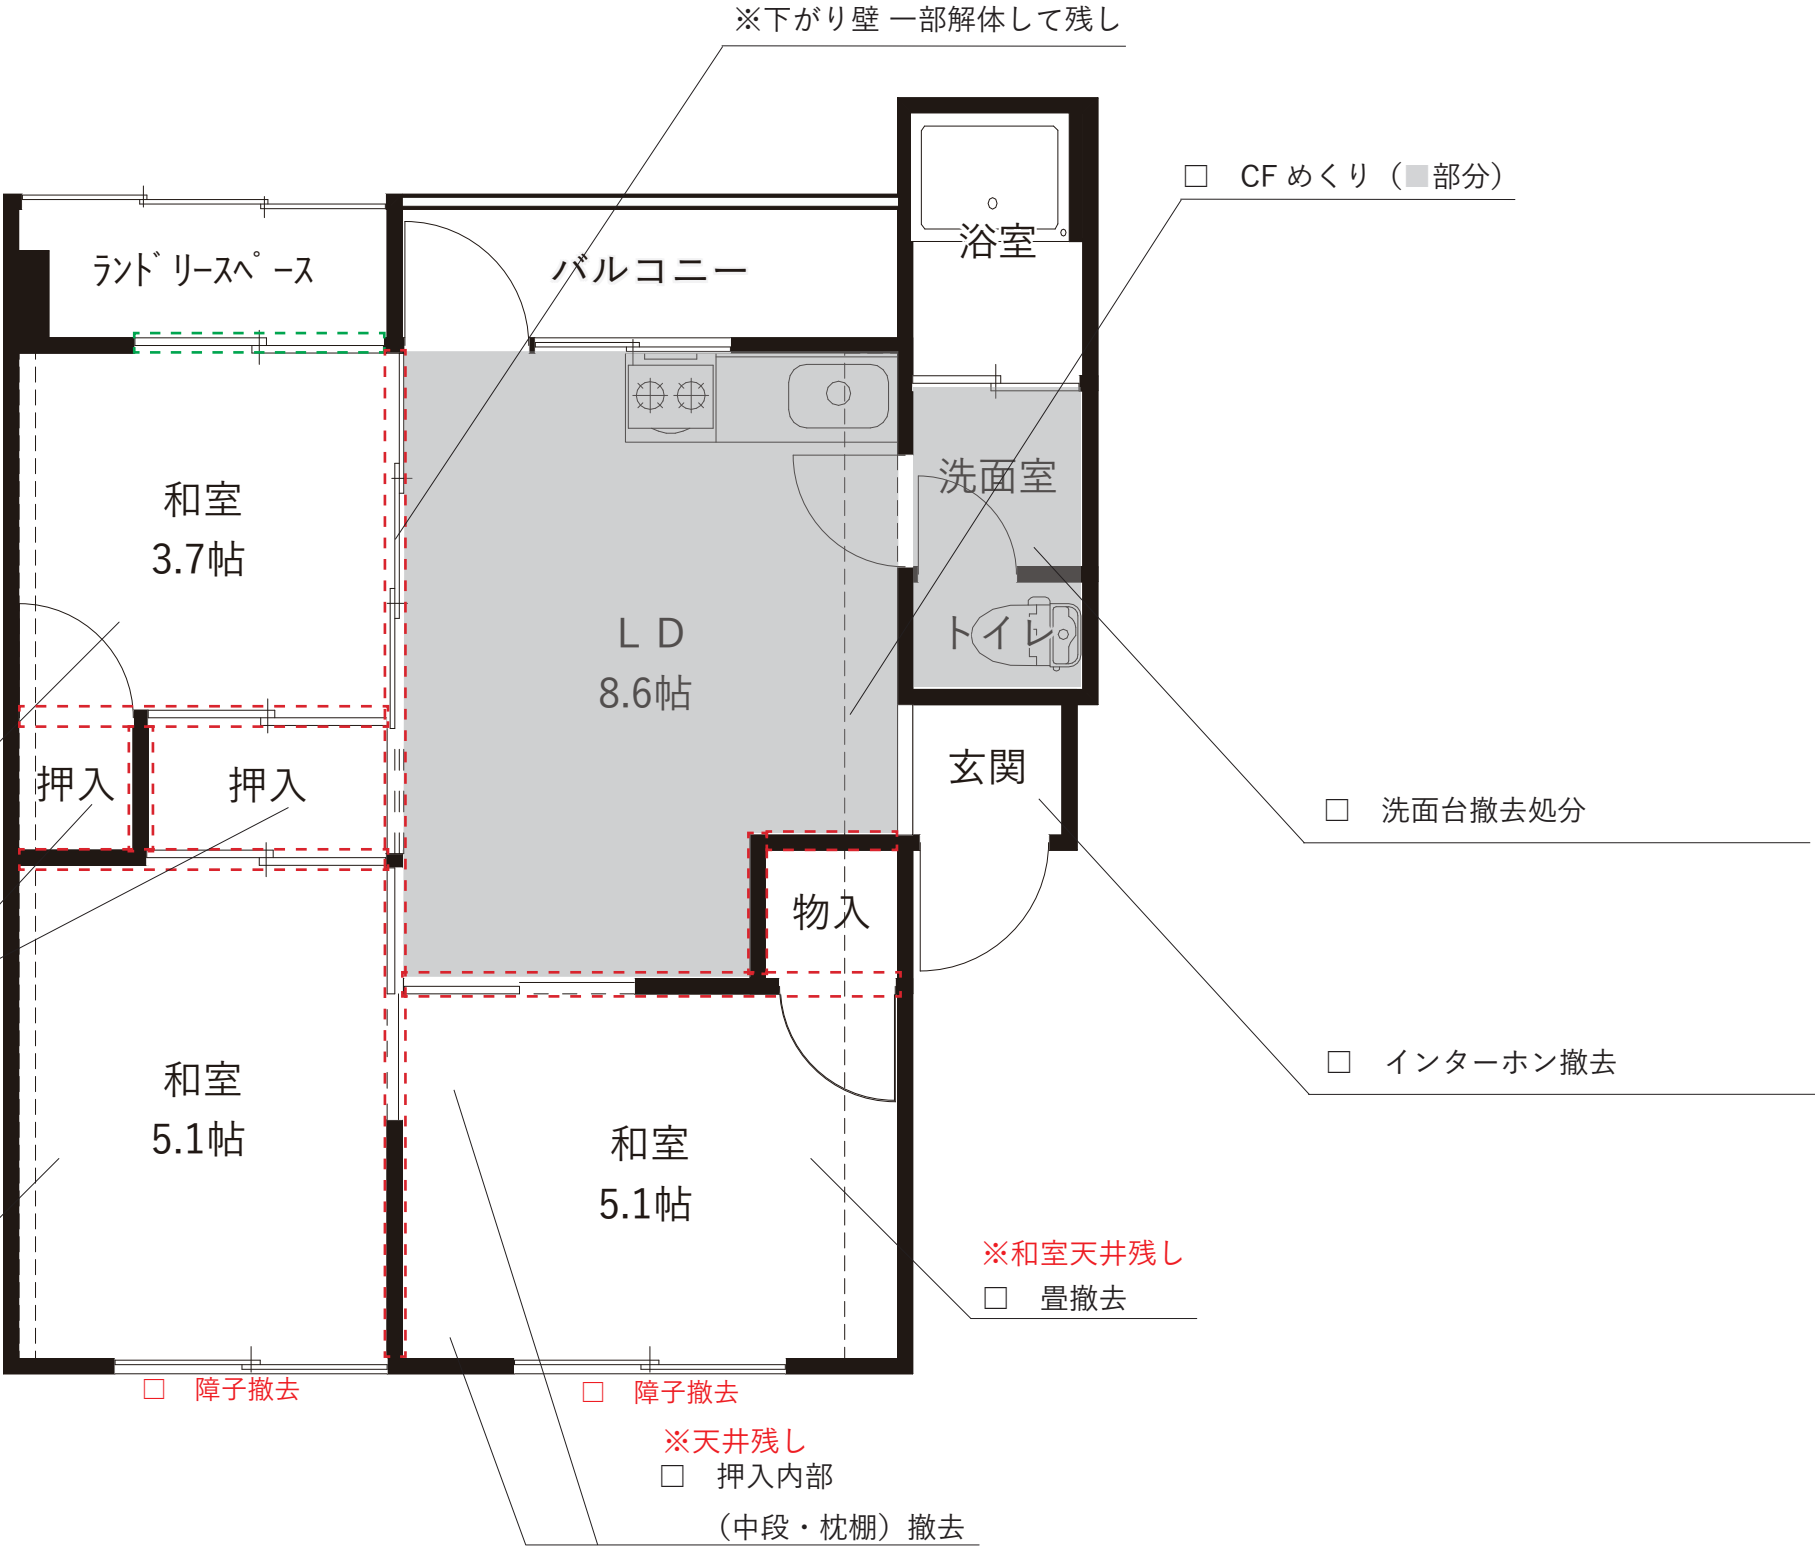 ※下がり壁 一部解体して残し
□ CF めくり（■部分）
浴室
ﾗﾝﾄﾞﾘｰｽﾍﾟｰｽ
バルコニー
洗面室
和室
3.7帖
ＬＤ
8.6帖
トイレ
玄関
押入
押入
□ 洗面台撤去処分
物入
□ インターホン撤去
和室
5.1帖
和室
5.1帖
※和室天井残し
□ 畳撤去
□ 障子撤去
□ 障子撤去
※天井残し
□ 押入内部
（中段・枕棚）撤去